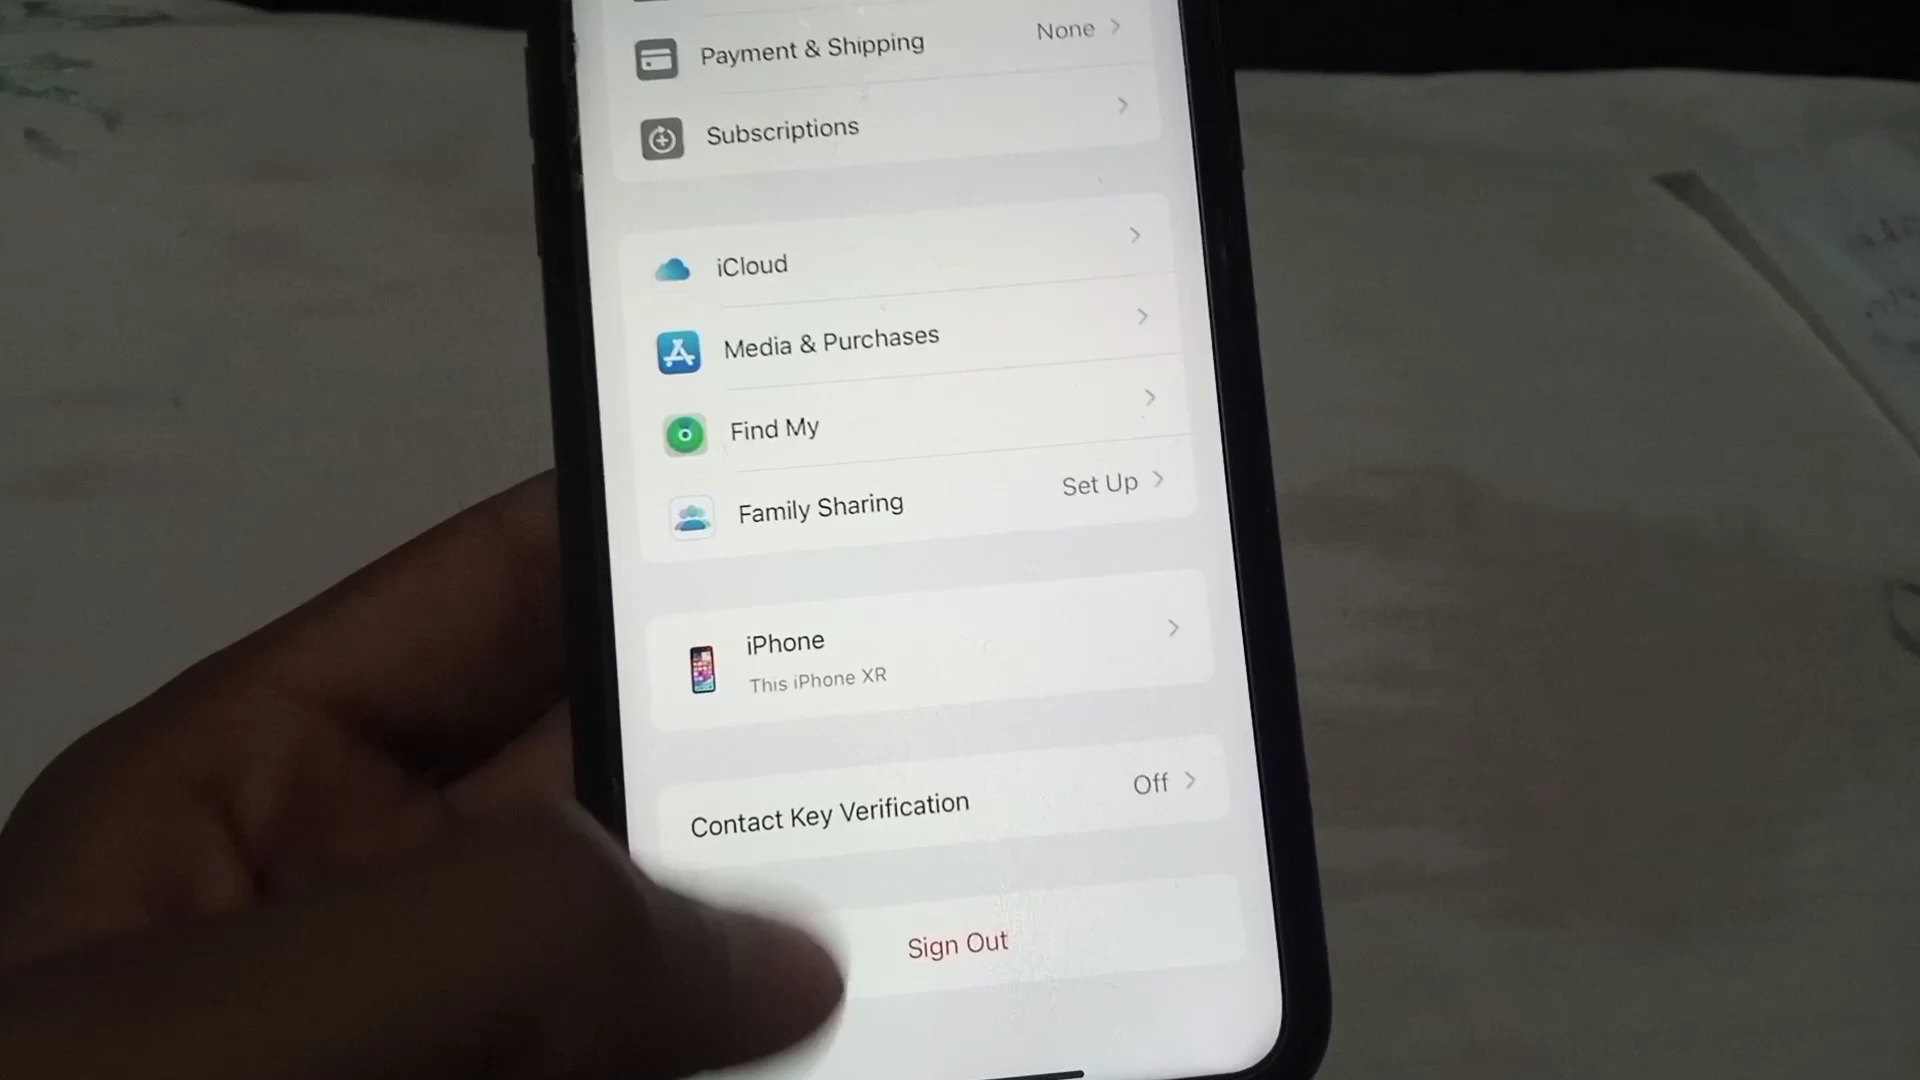 Payment & Shipping None
Subscriptions
iCloud
Media & Purchases
Find My
Family Sharing Set Up
iPhone
This iPhone XR
Contact Key Verification Off
Sign Out